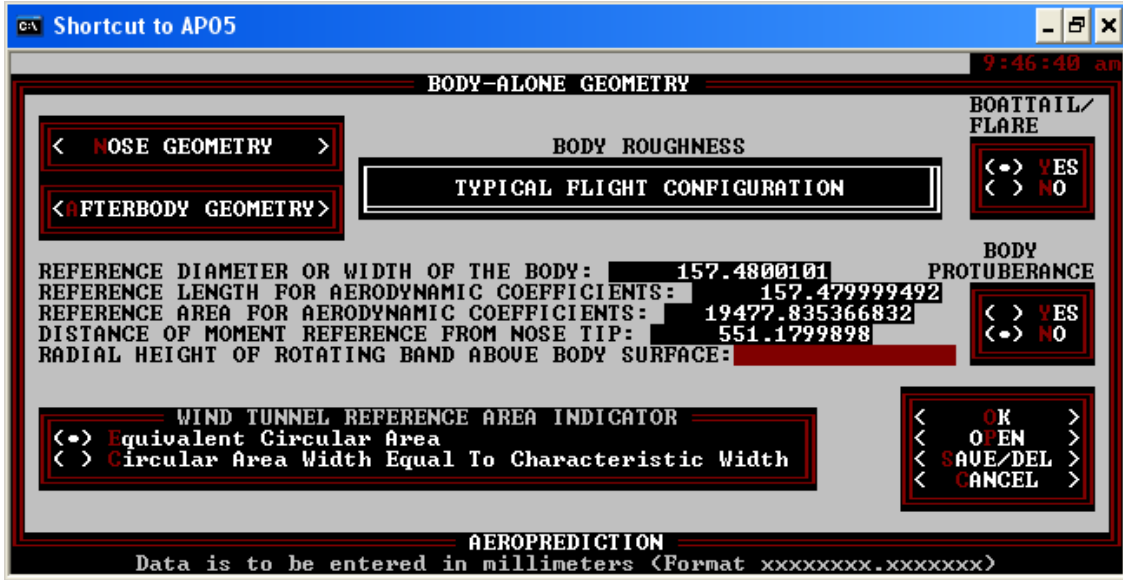 Shortcut to AP05
9:46:40 am
BODY-ALONE GEOMETRY
< NOSE GEOMETRY >
<AFTERBODY GEOMETRY>
BODY ROUGHNESS
TYPICAL FLIGHT CONFIGURATION
BOATTAIL/
FLARE
(•) YES
( ) NO
REFERENCE DIAMETER OR WIDTH OF THE BODY: 157.4800101
REFERENCE LENGTH FOR AERODYNAMIC COEFFICIENTS: 157.479999492
REFERENCE AREA FOR AERODYNAMIC COEFFICIENTS: 19477.835366832
DISTANCE OF MOMENT REFERENCE FROM NOSE TIP: 551.1799898
RADIAL HEIGHT OF ROTATING BAND ABOVE BODY SURFACE:
BODY
PROTUBERANCE
( ) YES
(•) NO
WIND TUNNEL REFERENCE AREA INDICATOR
(•) Equivalent Circular Area
( ) Circular Area Width Equal To Characteristic Width
< OK >
< OPEN >
< SAVE/DEL >
< CANCEL >
AEROPREDICTION
Data is to be entered in millimeters (Format xxxxxxxx.xxxxxxx)